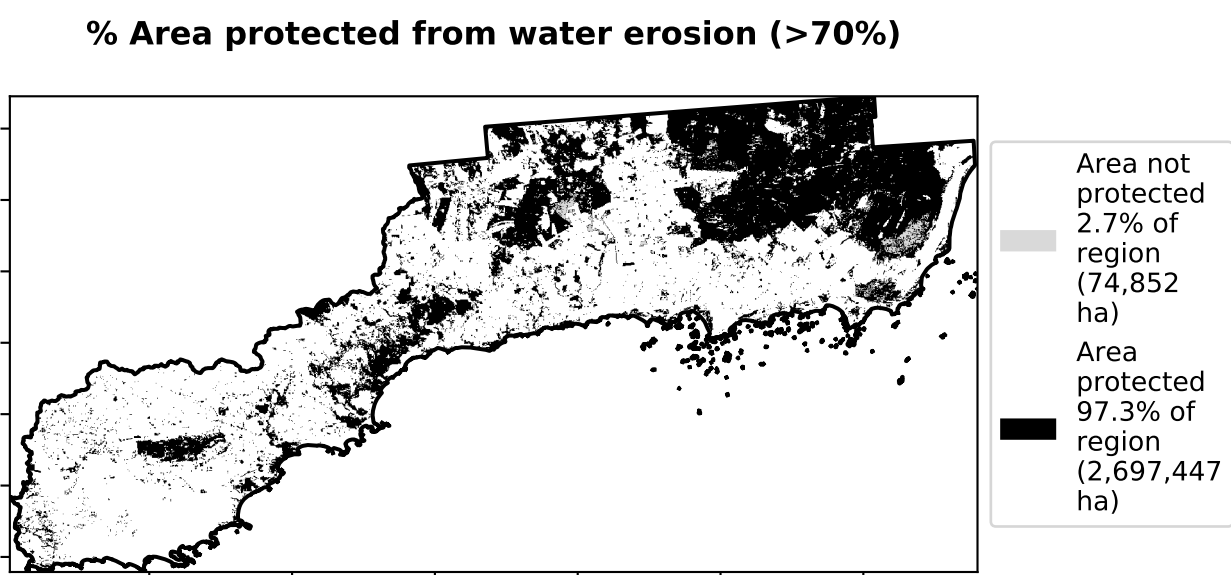 % Area protected from water erosion (>70%)
Area not
protected
2.7% of
region
(74,852
ha)
Area
protected
97.3% of
region
(2,697,447
ha)